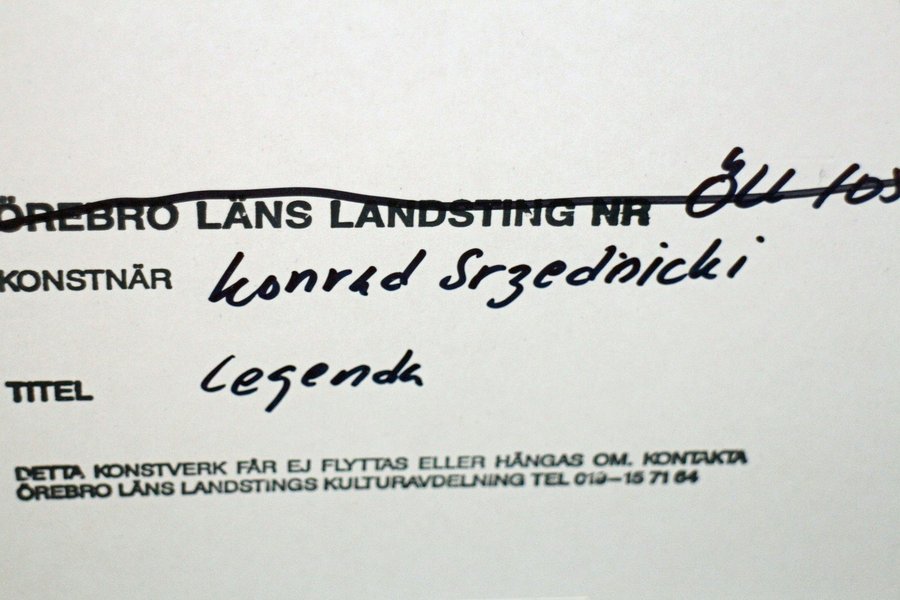 ÖREBRO LÄNS LANDSTING NR ÖLL 103
KONSTNÄR Konrad Srzednicki
TITEL Legenda
DETTA KONSTVERK FÅR EJ FLYTTAS ELLER HÄNGAS OM. KONTAKTA
ÖREBRO LÄNS LANDSTINGS KULTURAVDELNING TEL 019–15 71 64